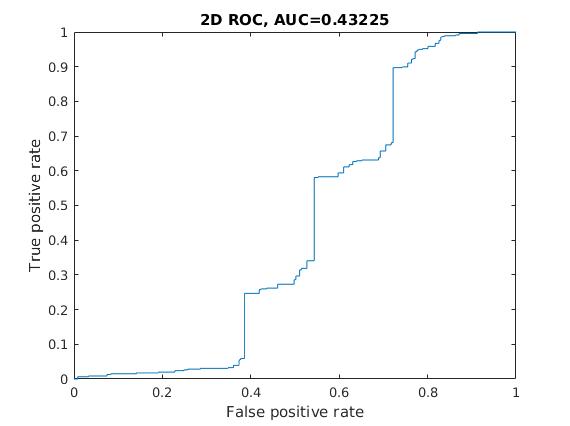 2D ROC, AUC=0.43225
1
0.9
0.8
0.7
0.6
0.5
0.4
0.3
0.2
0.1
0
True positive rate
0 0.2 0.4 0.6 0.8 1
False positive rate